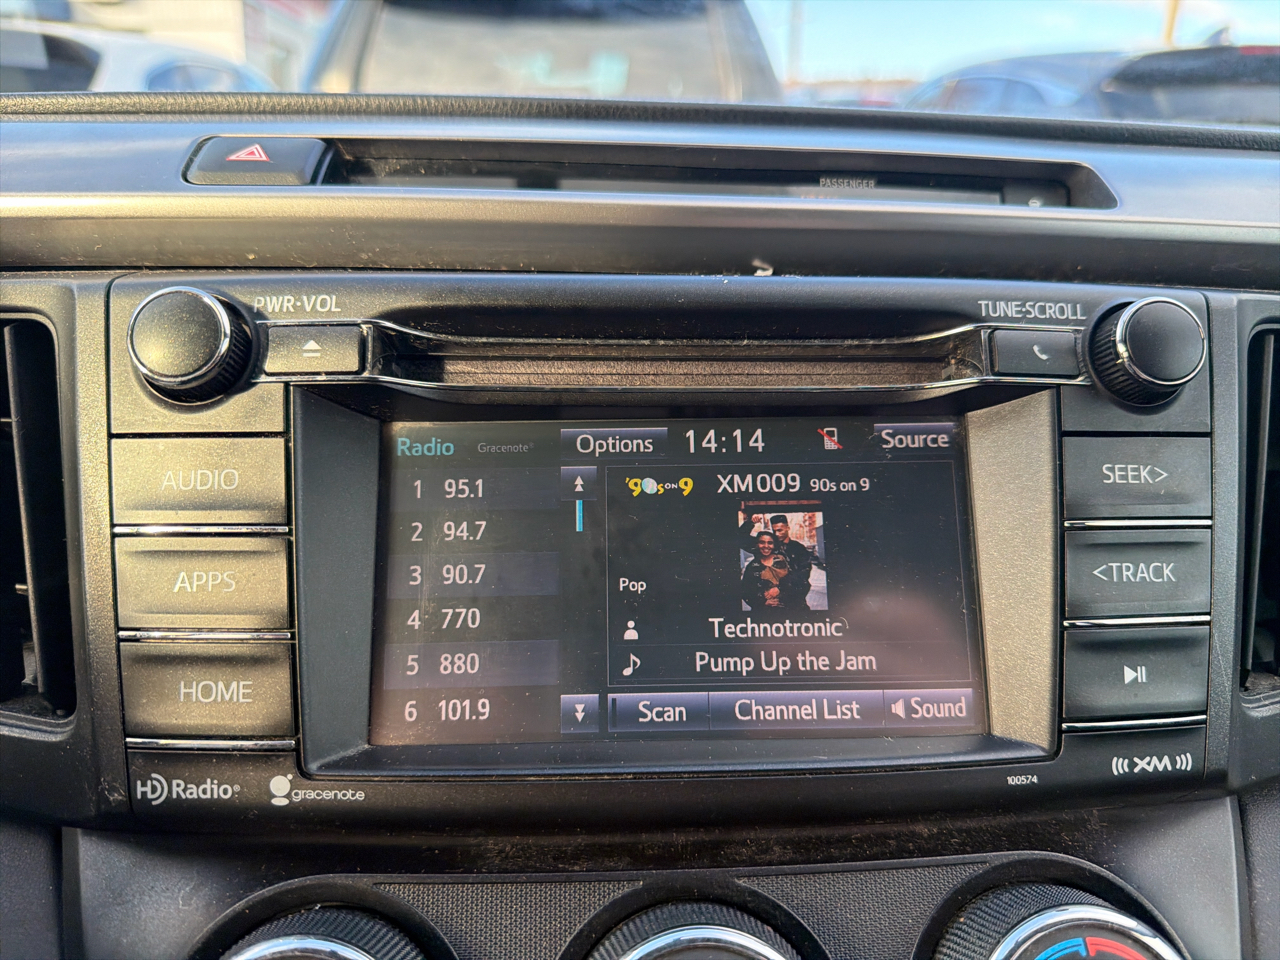 PASSENGER
PWR·VOL
TUNE·SCROLL
AUDIO
APPS
HOME
Radio
Gracenote®
Options
14:14
Source
1 95.1
2 94.7
3 90.7
4 770
5 880
6 101.9
'90s ON 9
XM009 90s on 9
Pop
Technotronic
Pump Up the Jam
Scan
Channel List
Sound
SEEK>
<TRACK
HD Radio®
gracenote
100574
((( XM )))